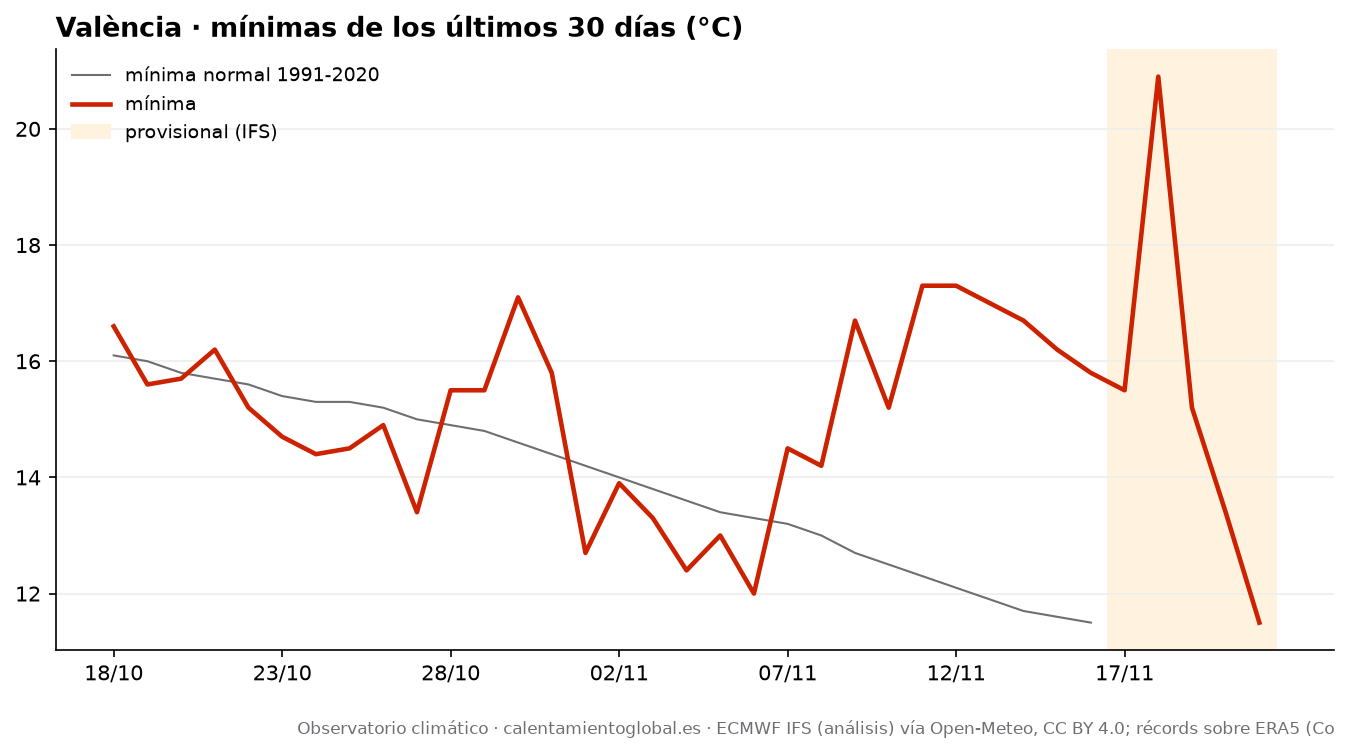 València · mínimas de los últimos 30 días (°C)
mínima normal 1991-2020
mínima
provisional (IFS)
20
18
16
14
12
18/10 23/10 28/10 02/11 07/11 12/11 17/11
Observatorio climático · calentamientoglobal.es · ECMWF IFS (análisis) vía Open-Meteo, CC BY 4.0; récords sobre ERA5 (Co